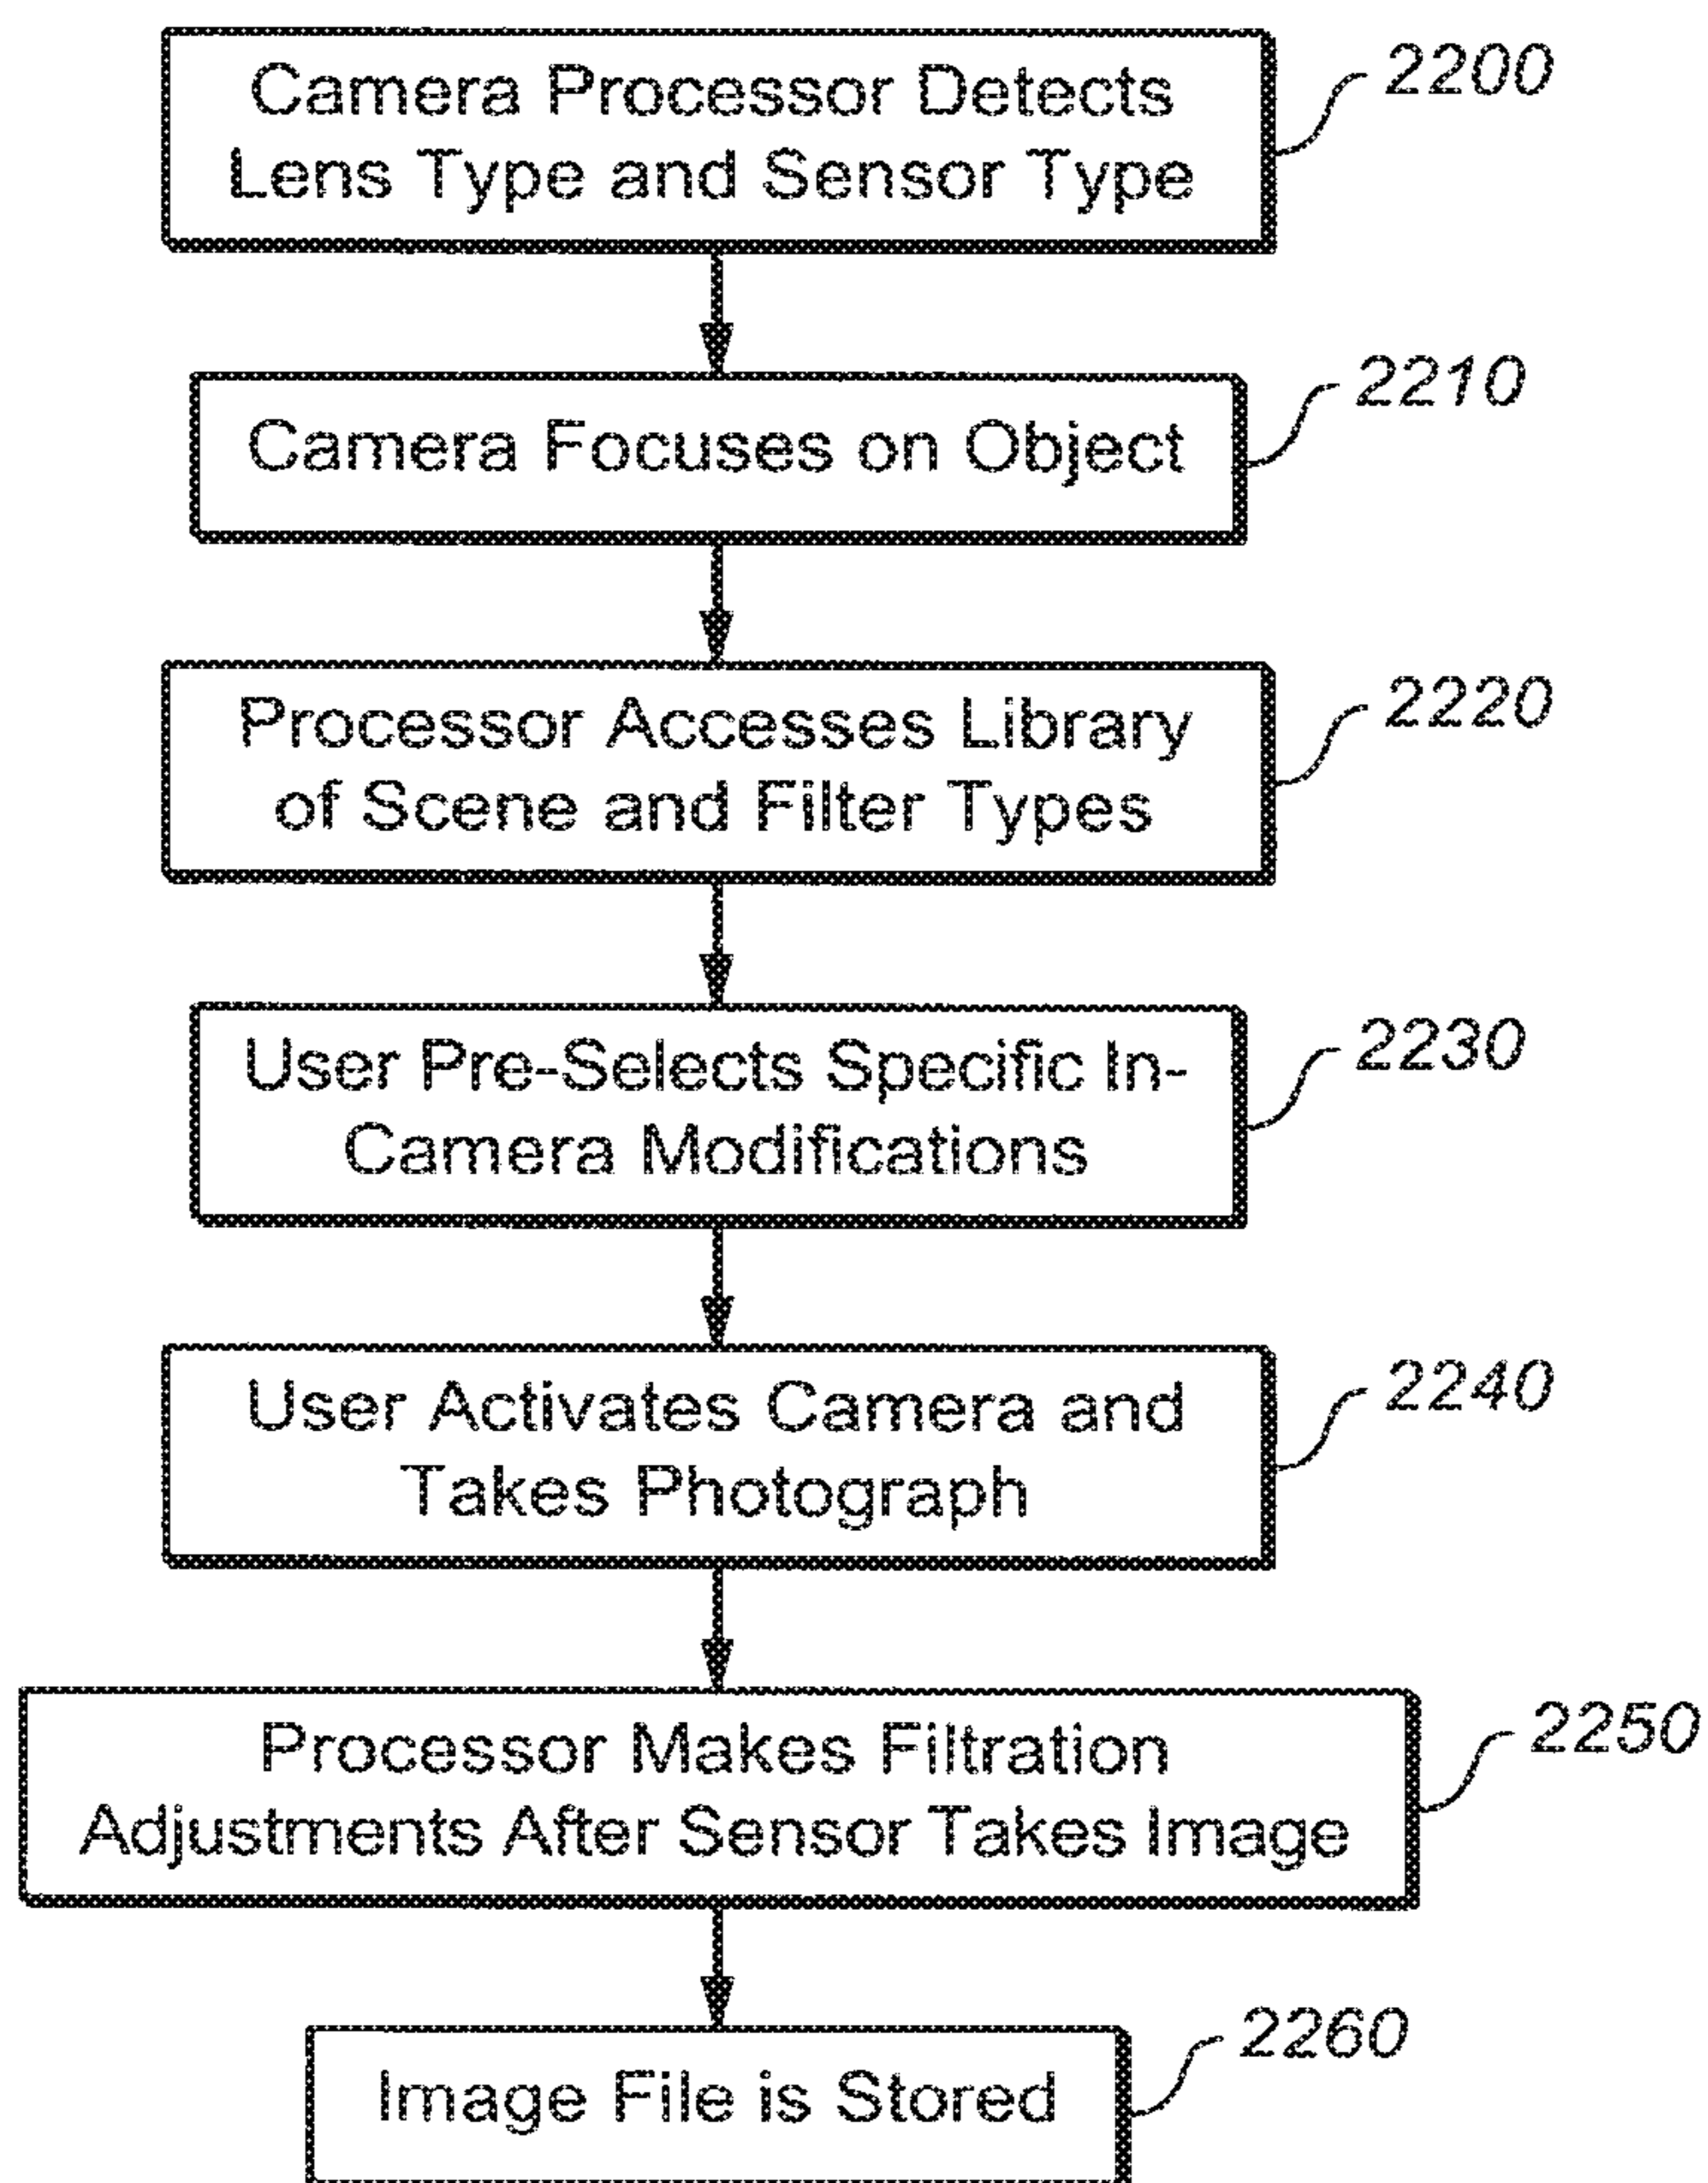 Camera Processor Detects
Lens Type and Sensor Type
2200
Camera Focuses on Object
2210
Processor Accesses Library
of Scene and Filter Types
2220
User Pre-Selects Specific In-
Camera Modifications
2230
User Activates Camera and
Takes Photograph
2240
Processor Makes Filtration
Adjustments After Sensor Takes Image
2250
Image File is Stored
2260